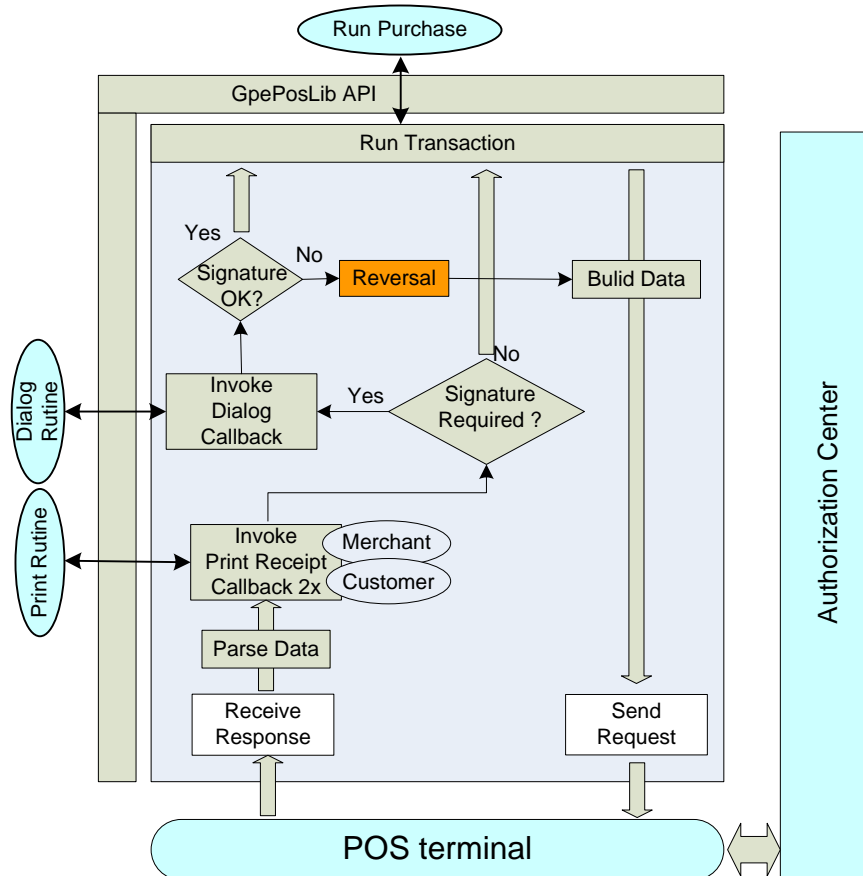 Run Purchase
GpePosLib API
Run Transaction
Yes
No
Signature
OK?
Reversal
Bulid Data
No
Dialog
Rutine
Invoke
Dialog
Callback
Yes
Signature
Required ?
Print Rutine
Invoke
Print Receipt
Callback 2x
Merchant
Customer
Parse Data
Receive
Response
Send
Request
POS terminal
Authorization Center